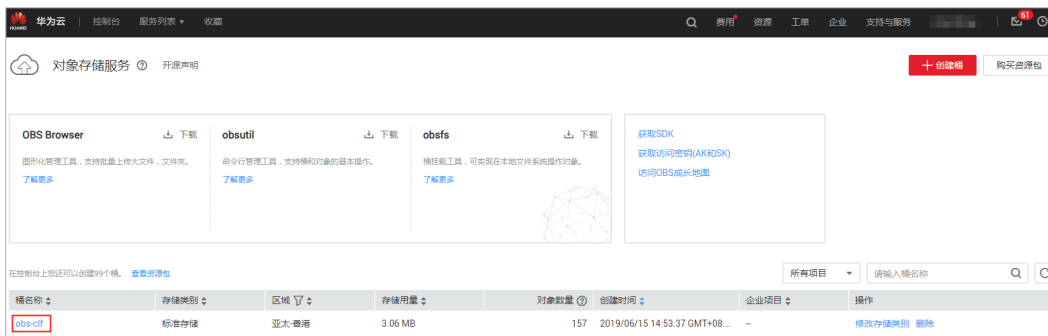 HUAWEI 华为云 控制台 服务列表 收藏 费用 资源 工单 企业 支持与服务 61
对象存储服务 开源声明 创建桶 购买资源包
OBS Browser 下载 obsutil 下载 obsfs 下载 获取SDK
图形化管理工具，支持批量上传大文件，文件夹。 命令行管理工具，支持桶和对象的基本操作。 桶挂载工具，可实现在本地文件系统操作对象。 获取访问密钥(AK和SK)
了解更多 了解更多 了解更多 访问OBS成长地图
在控制台上您还可以创建99个桶。 查看资源包 所有项目 请输入桶名称
桶名称 存储类别 区域 存储用量 对象数量 创建时间 企业项目 操作
obs-clf 标准存储 亚太-香港 3.06 MB 157 2019/06/15 14:53:37 GMT+08:... -- 修改存储类别 删除